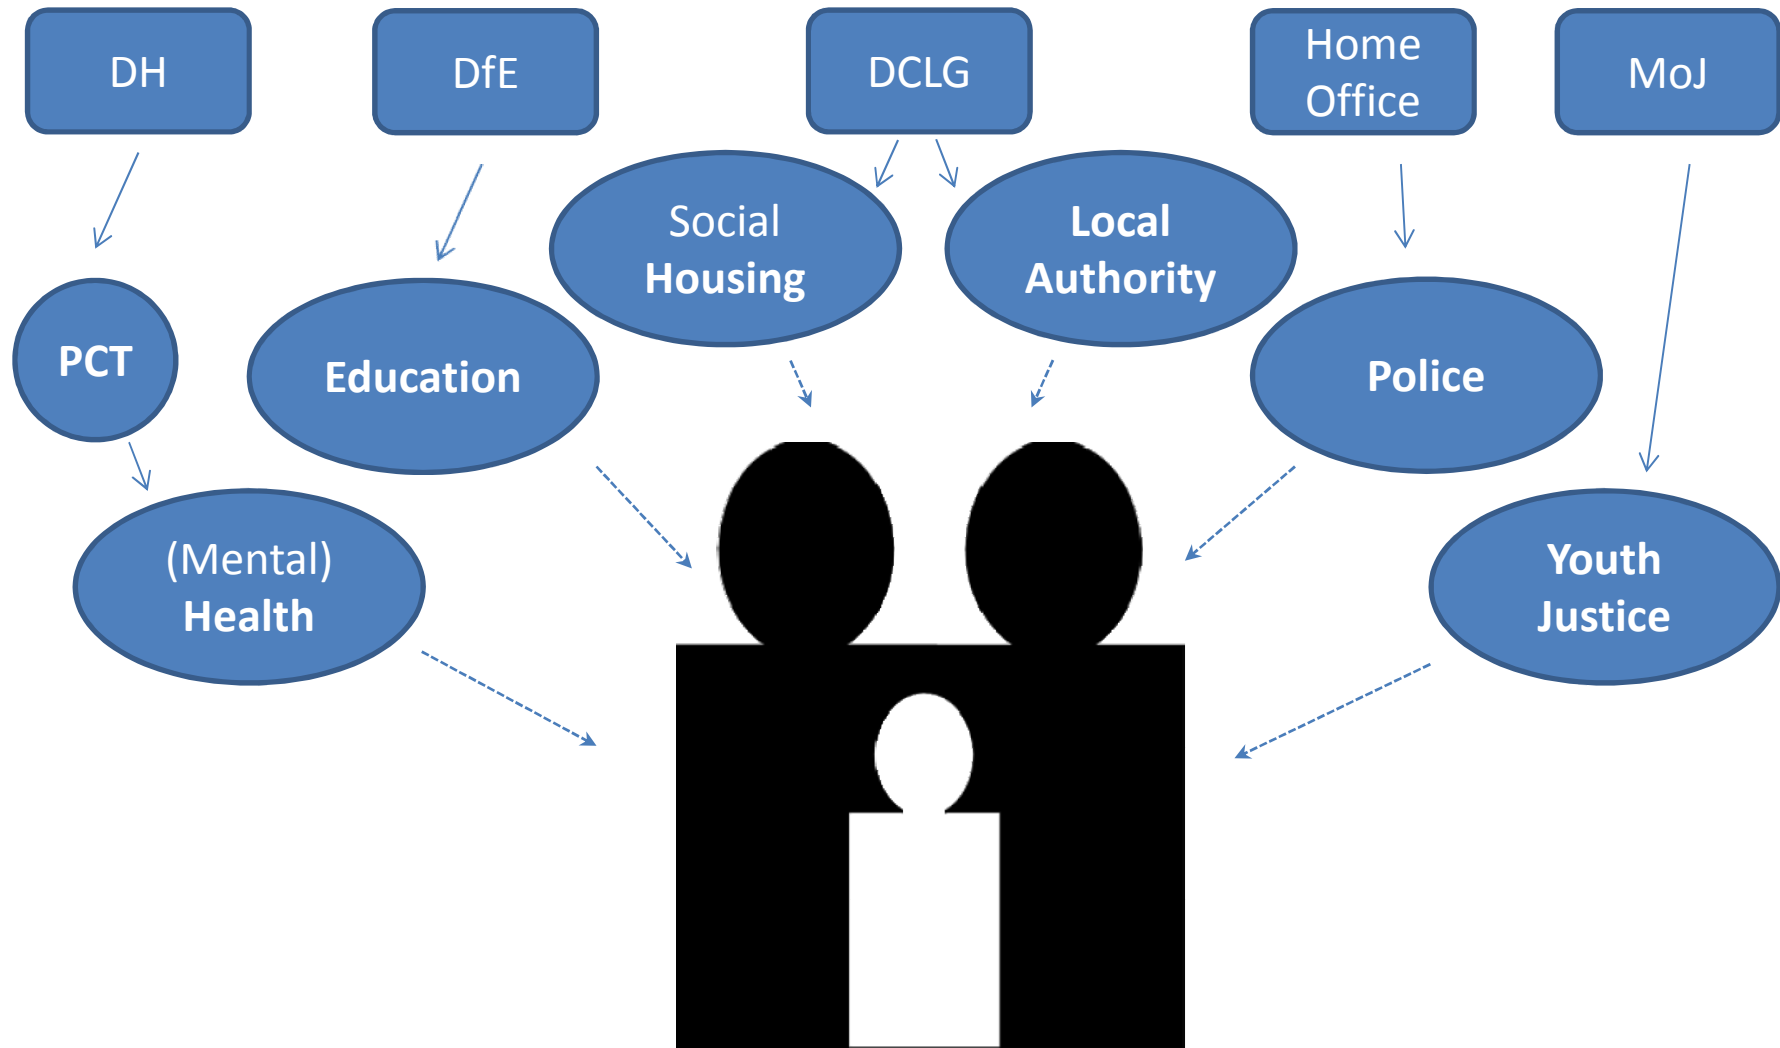 DH
DfE
DCLG
Home
Office
MoJ
Social
Housing
Local
Authority
PCT
Education
Police
(Mental)
Health
Youth
Justice